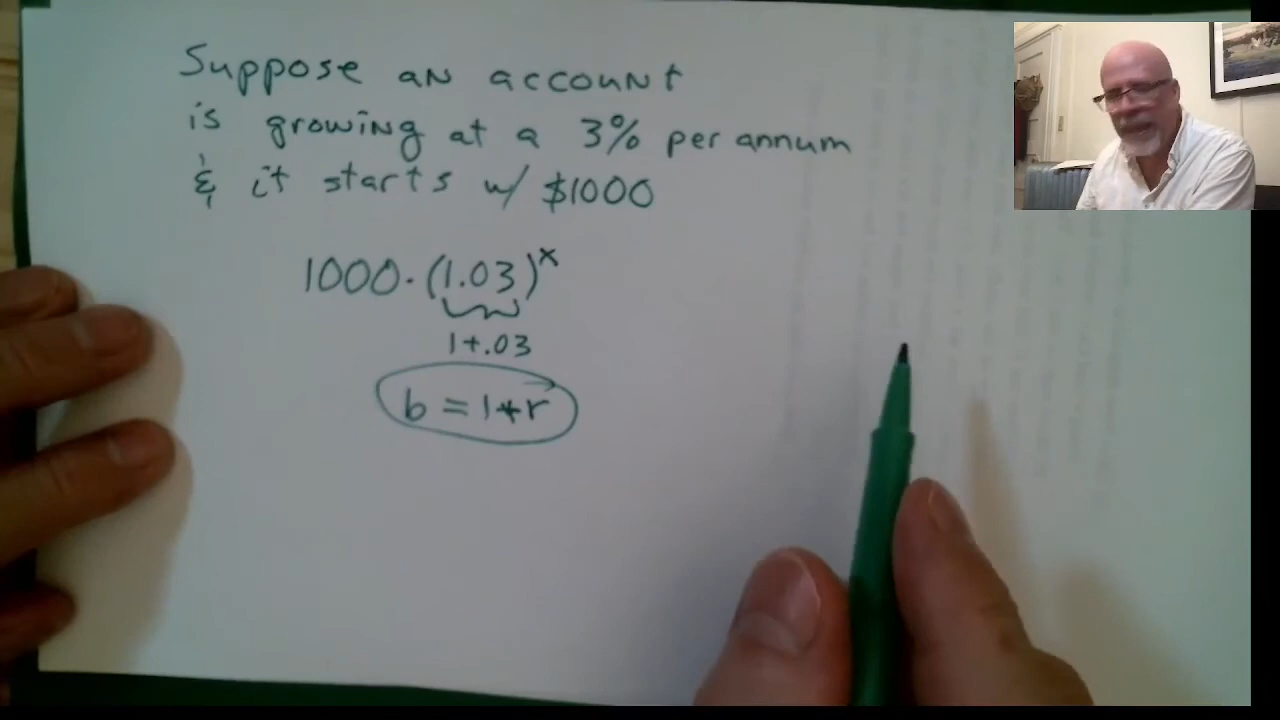 Suppose an account
is growing at a 3% per annum
& it starts w/ $1000
1000·(1.03)^x
1+.03
b = 1+r